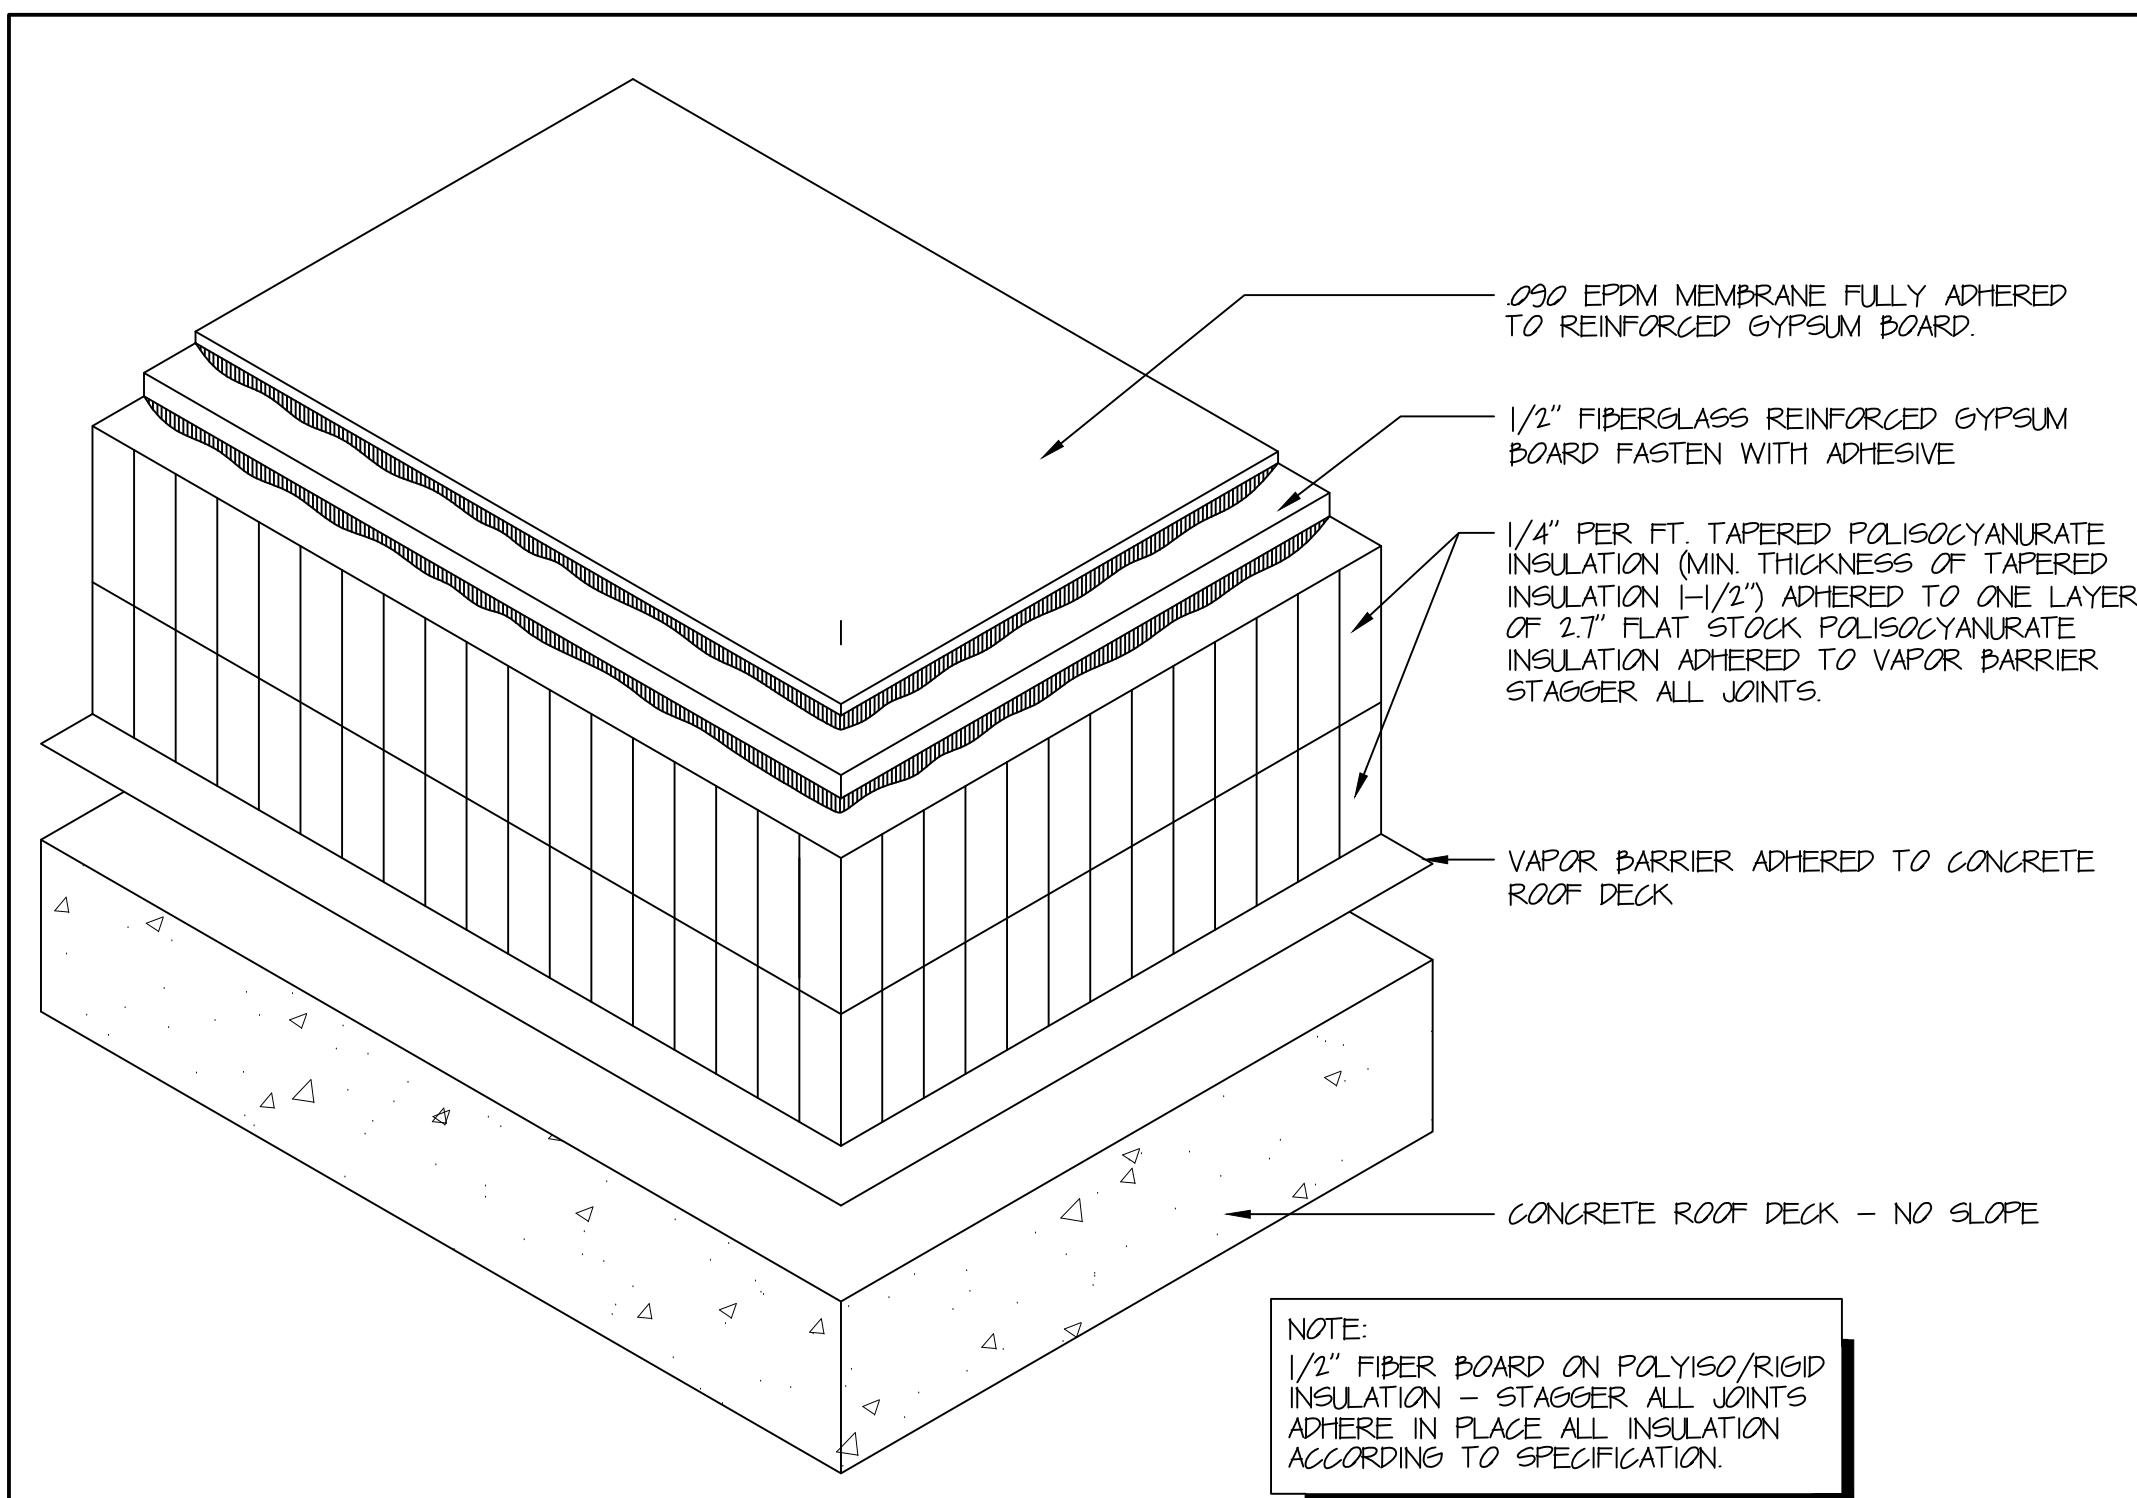 .090 EPDM MEMBRANE FULLY ADHERED
TO REINFORCED GYPSUM BOARD.
1/2" FIBERGLASS REINFORCED GYPSUM
BOARD FASTEN WITH ADHESIVE
1/4" PER FT. TAPERED POLISOCYANURATE
INSULATION (MIN. THICKNESS OF TAPERED
INSULATION 1-1/2") ADHERED TO ONE LAYER
OF 2.7" FLAT STOCK POLISOCYANURATE
INSULATION ADHERED TO VAPOR BARRIER
STAGGER ALL JOINTS.
VAPOR BARRIER ADHERED TO CONCRETE
ROOF DECK
CONCRETE ROOF DECK - NO SLOPE
NOTE:
1/2" FIBER BOARD ON POLYISO/RIGID
INSULATION - STAGGER ALL JOINTS
ADHERE IN PLACE ALL INSULATION
ACCORDING TO SPECIFICATION.